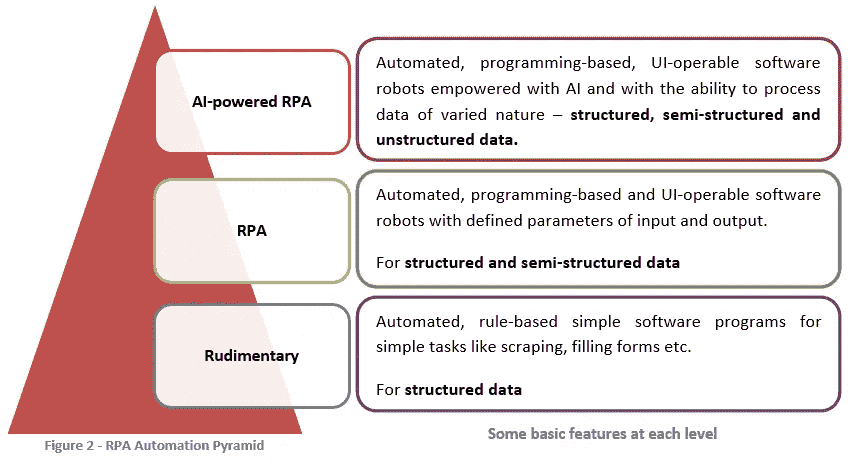 AI-powered RPA
Automated, programming-based, UI-operable software
robots empowered with AI and with the ability to process
data of varied nature – structured, semi-structured and
unstructured data.
RPA
Automated, programming-based and UI-operable software
robots with defined parameters of input and output.
For structured and semi-structured data
Rudimentary
Automated, rule-based simple software programs for
simple tasks like scraping, filling forms etc.
For structured data
Figure 2 - RPA Automation Pyramid
Some basic features at each level